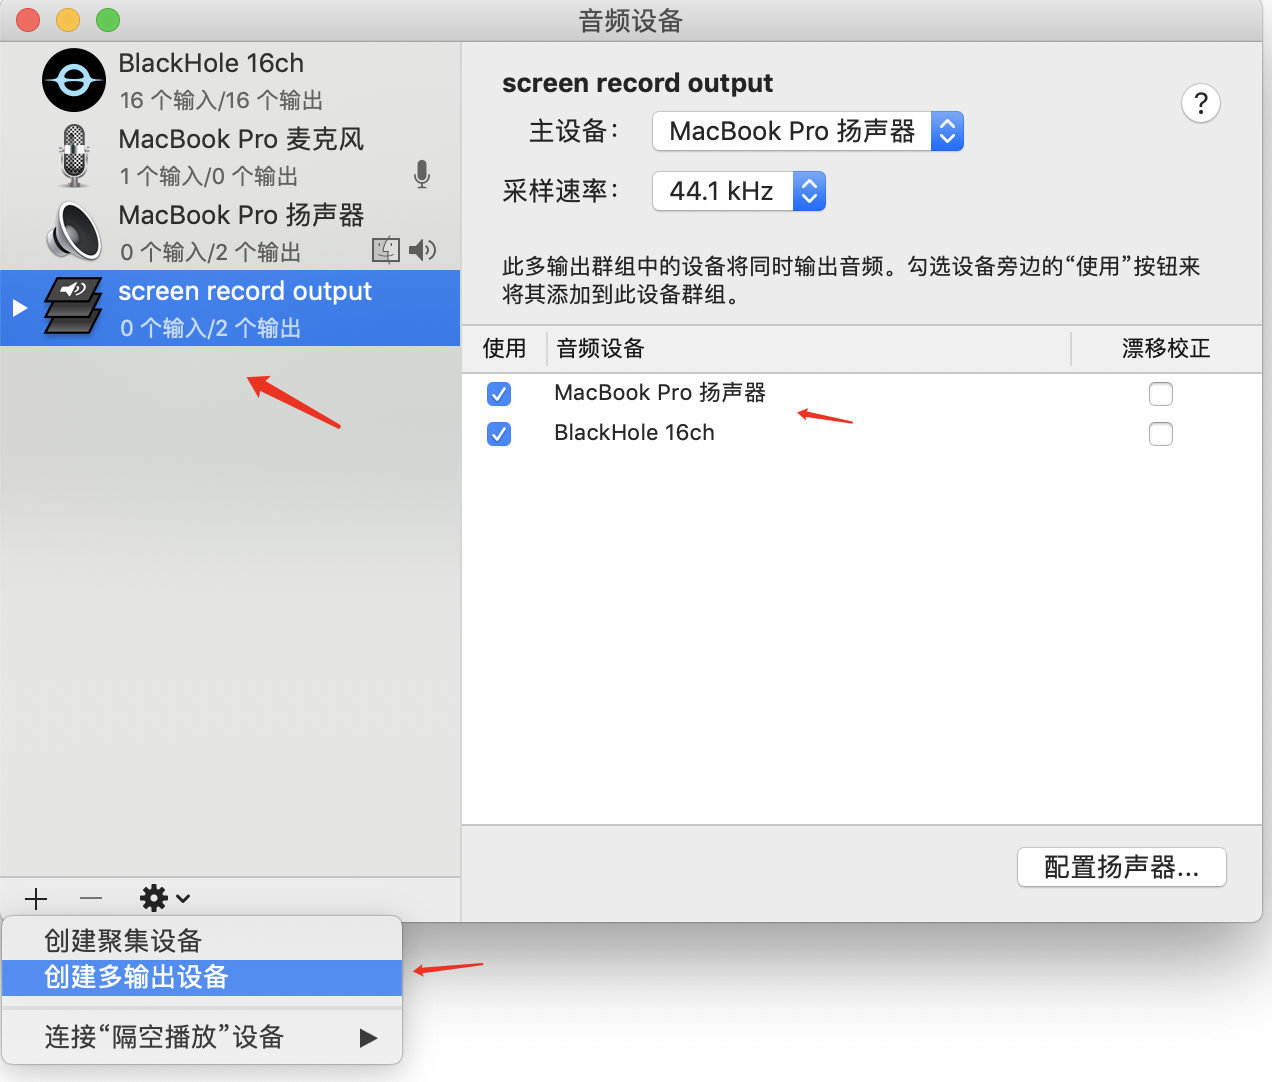 音频设备
BlackHole 16ch
16 个输入/16 个输出
MacBook Pro 麦克风
1 个输入/0 个输出
MacBook Pro 扬声器
0 个输入/2 个输出
screen record output
0 个输入/2 个输出
screen record output
?
主设备：
MacBook Pro 扬声器
采样速率：
44.1 kHz
此多输出群组中的设备将同时输出音频。勾选设备旁边的“使用”按钮来
将其添加到此设备群组。
使用 音频设备 漂移校正
MacBook Pro 扬声器
BlackHole 16ch
配置扬声器...
创建聚集设备
创建多输出设备
连接“隔空播放”设备